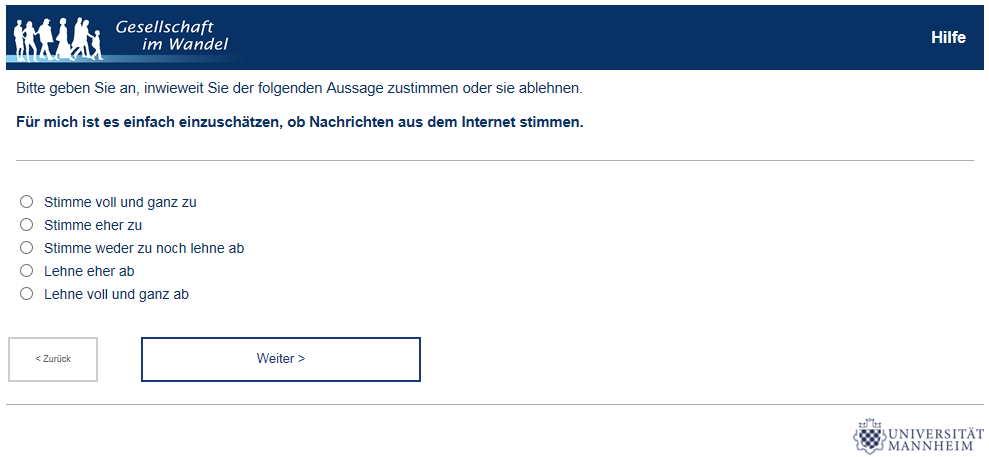 Gesellschaft
im Wandel
Hilfe
Bitte geben Sie an, inwieweit Sie der folgenden Aussage zustimmen oder sie ablehnen.
Für mich ist es einfach einzuschätzen, ob Nachrichten aus dem Internet stimmen.
Stimme voll und ganz zu
Stimme eher zu
Stimme weder zu noch lehne ab
Lehne eher ab
Lehne voll und ganz ab
< Zurück
Weiter >
UNIVERSITÄT
MANNHEIM